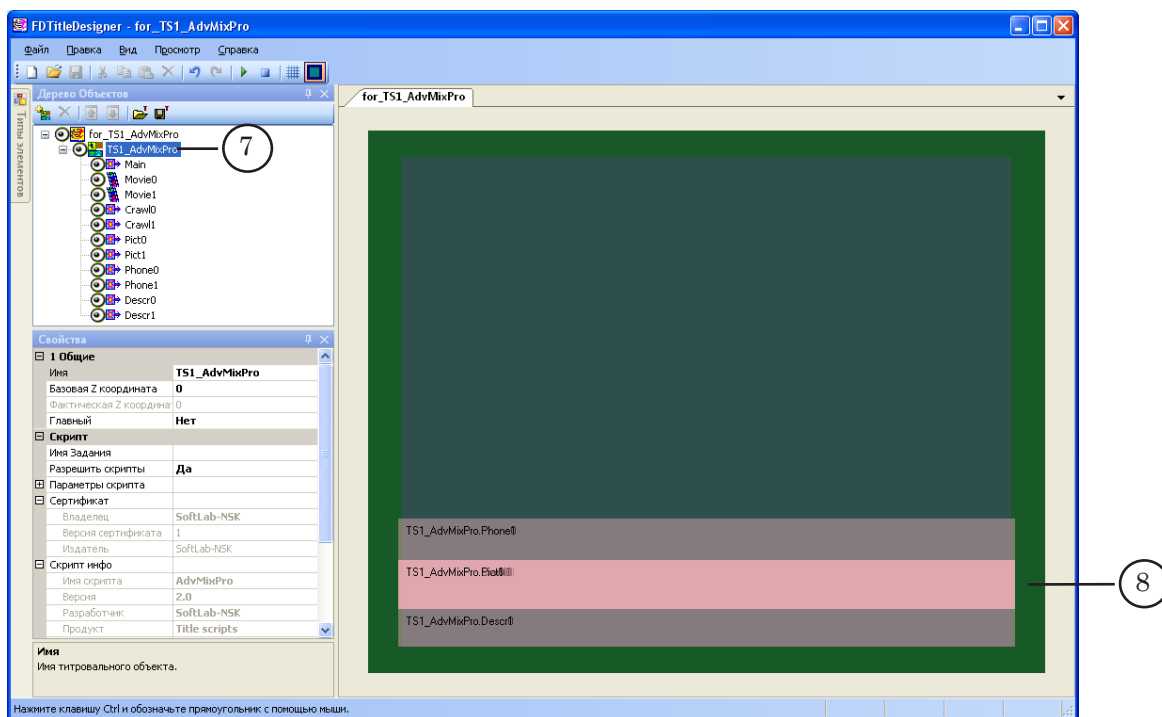 FDTitleDesigner - for_TS1_AdvMixPro
Файл Правка Вид Просмотр Справка
Дерево Объектов
for_TS1_AdvMixPro
Типы элементов
for_TS1_AdvMixPro
TS1_AdvMixPro
7
Main
Movie0
Movie1
Crawl0
Crawl1
Pict0
Pict1
Phone0
Phone1
Descr0
Descr1
Свойства
1 Общие
Имя TS1_AdvMixPro
Базовая Z координата 0
Фактическая Z координа 0
Главный Нет
Скрипт
Имя Задания
Разрешить скрипты Да
Параметры скрипта
Сертификат
Владелец SoftLab-NSK
Версия сертификата 1
Издатель SoftLab-NSK
Скрипт инфо
Имя скрипта AdvMixPro
Версия 2.0
Разработчик SoftLab-NSK
Продукт Title scripts
Имя
Имя титровального объекта.
TS1_AdvMixPro.
TS1_AdvMixPro.
8
TS1_AdvMixPro.
Нажмите клавишу Ctrl и обозначьте прямоугольник с помощью мыши.